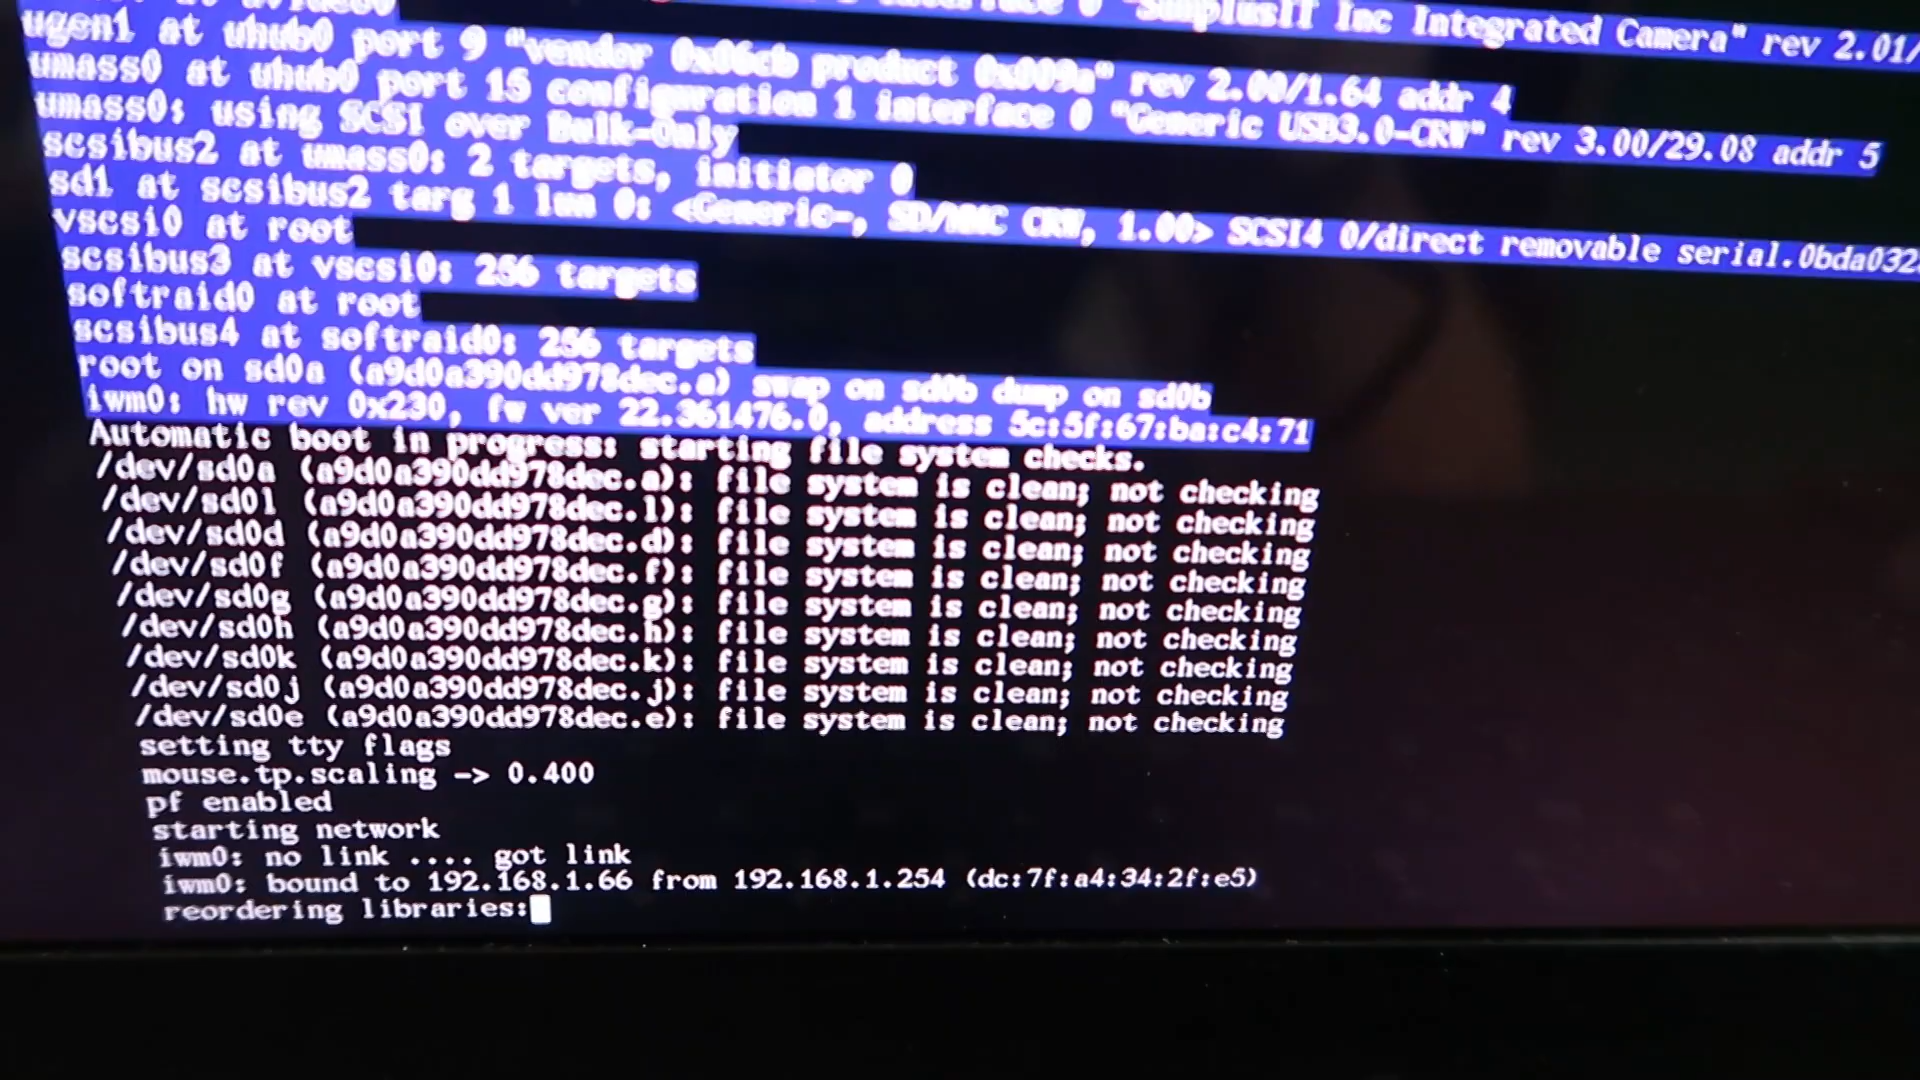 interface 0 "SunplusIT Inc Integrated Camera" rev 2.01/
ugen1 at uhub0 port 9 "vendor 0x06cb product 0x009a" rev 2.00/1.64 addr 4
umass0 at uhub0 port 15 configuration 1 interface 0 "Generic USB3.0-CRW" rev 3.00/29.08 addr 5
umass0: using SCSI over Bulk-Only
scsibus2 at umass0: 2 targets, initiator 0
sd1 at scsibus2 targ 1 lun 0: <Generic-, SD/MMC CRW, 1.00> SCSI4 0/direct removable serial.0bda032
vscsi0 at root
scsibus3 at vscsi0: 256 targets
softraid0 at root
scsibus4 at softraid0: 256 targets
root on sd0a (a9d0a390dd978dec.a) swap on sd0b dump on sd0b
iwm0: hw rev 0x230, fw ver 22.361476.0, address 5c:5f:67:ba:c4:71
Automatic boot in progress: starting file system checks.
/dev/sd0a (a9d0a390dd978dec.a): file system is clean; not checking
/dev/sd0l (a9d0a390dd978dec.l): file system is clean; not checking
/dev/sd0d (a9d0a390dd978dec.d): file system is clean; not checking
/dev/sd0f (a9d0a390dd978dec.f): file system is clean; not checking
/dev/sd0g (a9d0a390dd978dec.g): file system is clean; not checking
/dev/sd0h (a9d0a390dd978dec.h): file system is clean; not checking
/dev/sd0k (a9d0a390dd978dec.k): file system is clean; not checking
/dev/sd0j (a9d0a390dd978dec.j): file system is clean; not checking
/dev/sd0e (a9d0a390dd978dec.e): file system is clean; not checking
setting tty flags
mouse.tp.scaling -> 0.400
pf enabled
starting network
iwm0: no link .... got link
iwm0: bound to 192.168.1.66 from 192.168.1.254 (dc:7f:a4:34:2f:e5)
reordering libraries: